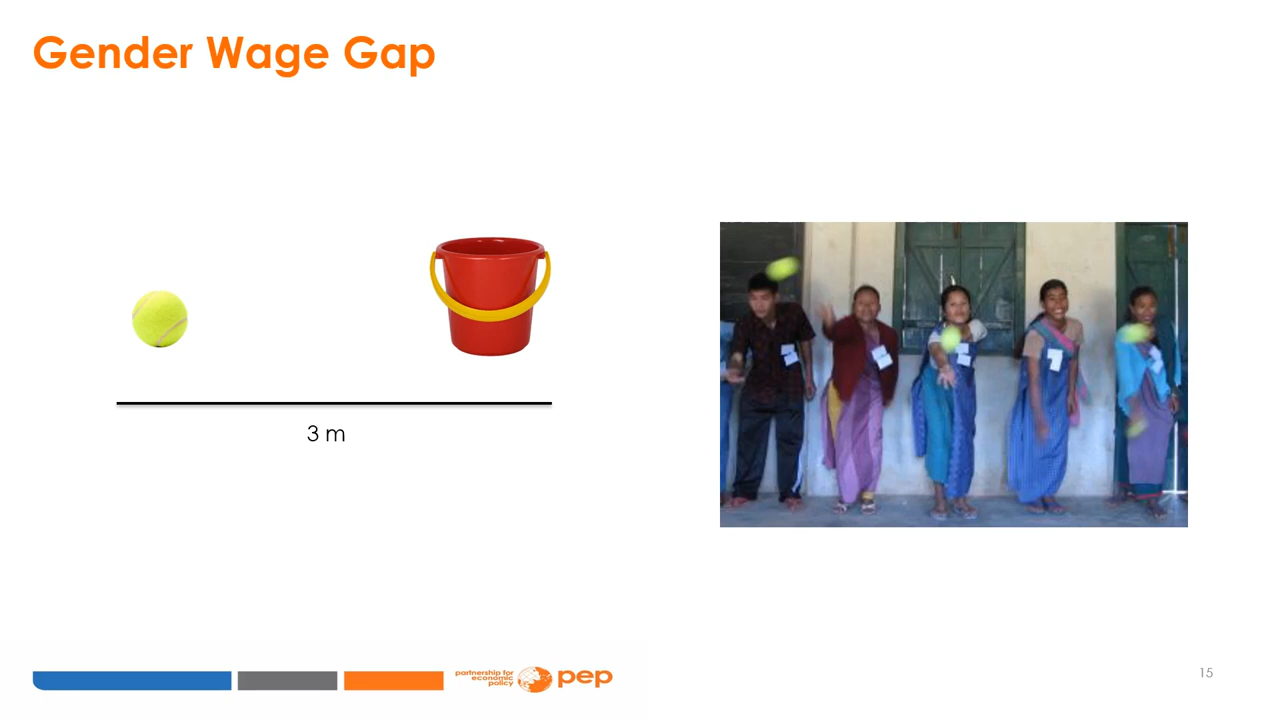 Gender Wage Gap
3 m
partnership for
economic
policy
pep
15